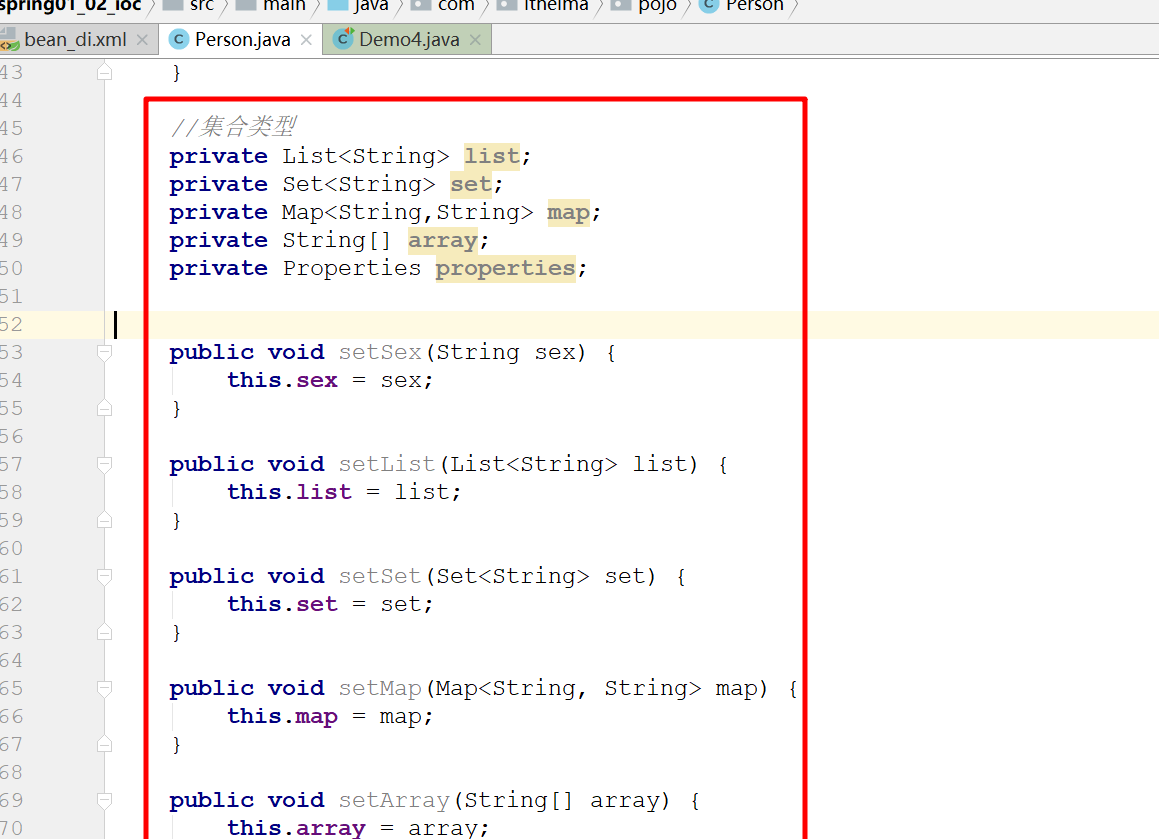 spring01_02_ioc src main java com itheima pojo Person
bean_di.xml Person.java Demo4.java
43 }
44
45 //集合类型
46 private List<String> list;
47 private Set<String> set;
48 private Map<String,String> map;
49 private String[] array;
50 private Properties properties;
51
52
53 public void setSex(String sex) {
54 this.sex = sex;
55 }
56
57 public void setList(List<String> list) {
58 this.list = list;
59 }
60
61 public void setSet(Set<String> set) {
62 this.set = set;
63 }
64
65 public void setMap(Map<String, String> map) {
66 this.map = map;
67 }
68
69 public void setArray(String[] array) {
70 this.array = array;